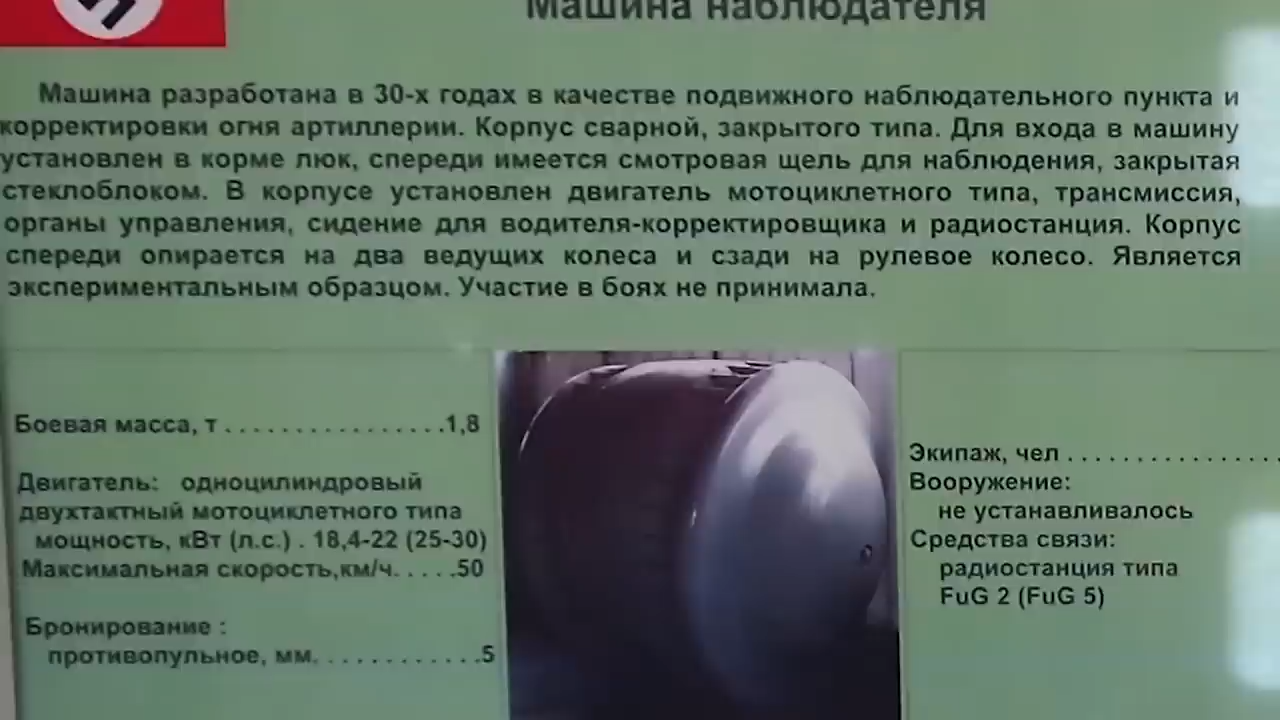 Машина наблюдателя
Машина разработана в 30-х годах в качестве подвижного наблюдательного пункта и
корректировки огня артиллерии. Корпус сварной, закрытого типа. Для входа в машину
установлен в корме люк, спереди имеется смотровая щель для наблюдения, закрытая
стеклоблоком. В корпусе установлен двигатель мотоциклетного типа, трансмиссия,
органы управления, сидение для водителя-корректировщика и радиостанция. Корпус
спереди опирается на два ведущих колеса и сзади на рулевое колесо. Является
экспериментальным образцом. Участие в боях не принимала.
Боевая масса, т . . . . . . . . . . . . . . . .1,8
Двигатель: одноцилиндровый
двухтактный мотоциклетного типа
мощность, кВт (л.с.) . 18,4-22 (25-30)
Максимальная скорость,км/ч. . . . .50
Бронирование :
противопульное, мм. . . . . . . . . . . .5
Экипаж, чел . . . . . . . . . . . . . . . .
Вооружение:
не устанавливалось
Средства связи:
радиостанция типа
FuG 2 (FuG 5)